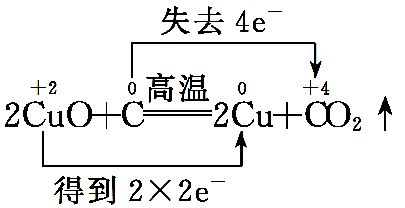 失去 4e⁻
+2 0 高温 0 +4
2CuO+C══2Cu+CO₂ ↑
得到 2×2e⁻